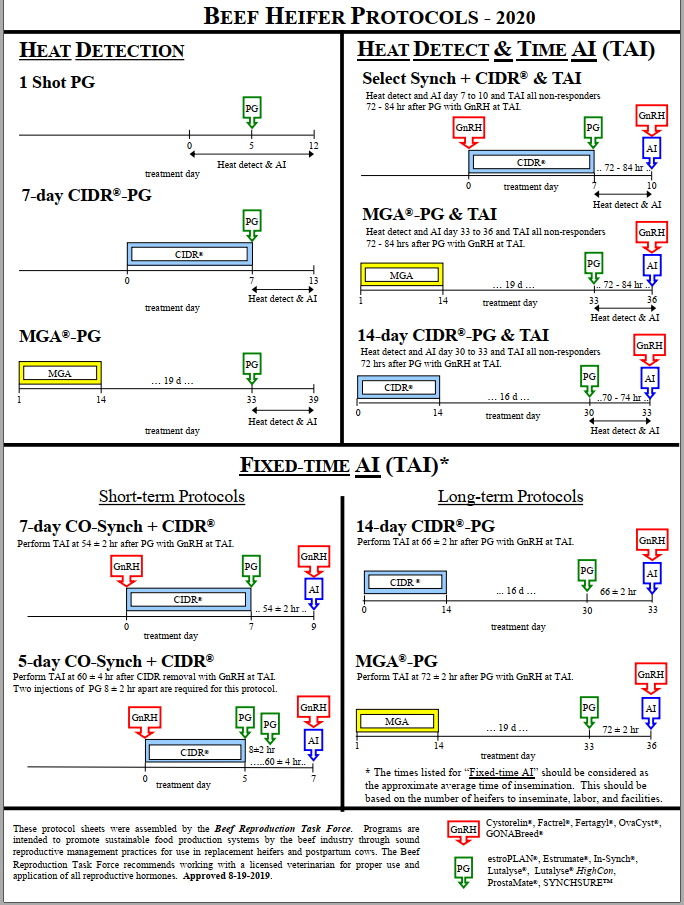 BEEF HEIFER PROTOCOLS - 2020
HEAT DETECTION
1 Shot PG
PG
0 5 12
Heat detect & AI
treatment day
7-day CIDR®-PG
PG
CIDR®
0 7 13
Heat detect & AI
treatment day
MGA®-PG
PG
MGA
… 19 d …
1 14 33 39
Heat detect & AI
treatment day
HEAT DETECT & TIME AI (TAI)
Select Synch + CIDR® & TAI
Heat detect and AI day 7 to 10 and TAI all non-responders
72 - 84 hr after PG with GnRH at TAI.
GnRH PG GnRH
AI
CIDR®
.. 72 - 84 hr ..
0 treatment day 7 10
Heat detect & AI
MGA®-PG & TAI
Heat detect and AI day 33 to 36 and TAI all non-responders
72 - 84 hrs after PG with GnRH at TAI.
GnRH
PG AI
MGA
… 19 d … .. 72 - 84 hr ..
1 14 treatment day 33 36
Heat detect & AI
14-day CIDR®-PG & TAI
Heat detect and AI day 30 to 33 and TAI all non-responders
72 hrs after PG with GnRH at TAI.
GnRH
PG AI
CIDR®
… 16 d … ..70 - 74 hr ..
0 14 treatment day 30 33
Heat detect & AI
FIXED-TIME AI (TAI)*
Short-term Protocols
7-day CO-Synch + CIDR®
Perform TAI at 54 ± 2 hr after PG with GnRH at TAI.
GnRH PG GnRH
AI
CIDR®
.. 54 ± 2 hr ..
0 7 9
treatment day
5-day CO-Synch + CIDR®
Perform TAI at 60 ± 4 hr after CIDR removal with GnRH at TAI.
Two injections of PG 8 ± 2 hr apart are required for this protocol.
GnRH PG PG GnRH
AI
CIDR®
8±2 hr
…..60 ± 4 hr..
0 5 7
treatment day
Long-term Protocols
14-day CIDR®-PG
Perform TAI at 66 ± 2 hr after PG with GnRH at TAI.
GnRH
PG AI
CIDR ®
... 16 d … 66 ± 2 hr
0 14 30 33
treatment day
MGA®-PG
Perform TAI at 72 ± 2 hr after PG with GnRH at TAI.
GnRH
PG AI
MGA
… 19 d … 72 ± 2 hr
1 14 33 36
treatment day
* The times listed for “Fixed-time AI” should be considered as
the approximate average time of insemination. This should be
based on the number of heifers to inseminate, labor, and facilities.
These protocol sheets were assembled by the Beef Reproduction Task Force. Programs are
intended to promote sustainable food production systems by the beef industry through sound
reproductive management practices for use in replacement heifers and postpartum cows. The Beef
Reproduction Task Force recommends working with a licensed veterinarian for proper use and
application of all reproductive hormones. Approved 8-19-2019.
GnRH
Cystorelin®, Factrel®, Fertagyl®, OvaCyst®,
GONABreed®
PG
estroPLAN®, Estrumate®, In-Synch®,
Lutalyse®, Lutalyse® HighCon,
ProstaMate®, SYNCHSURE™